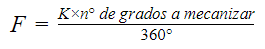 F = K×n° de grados a mecanizar / 360°